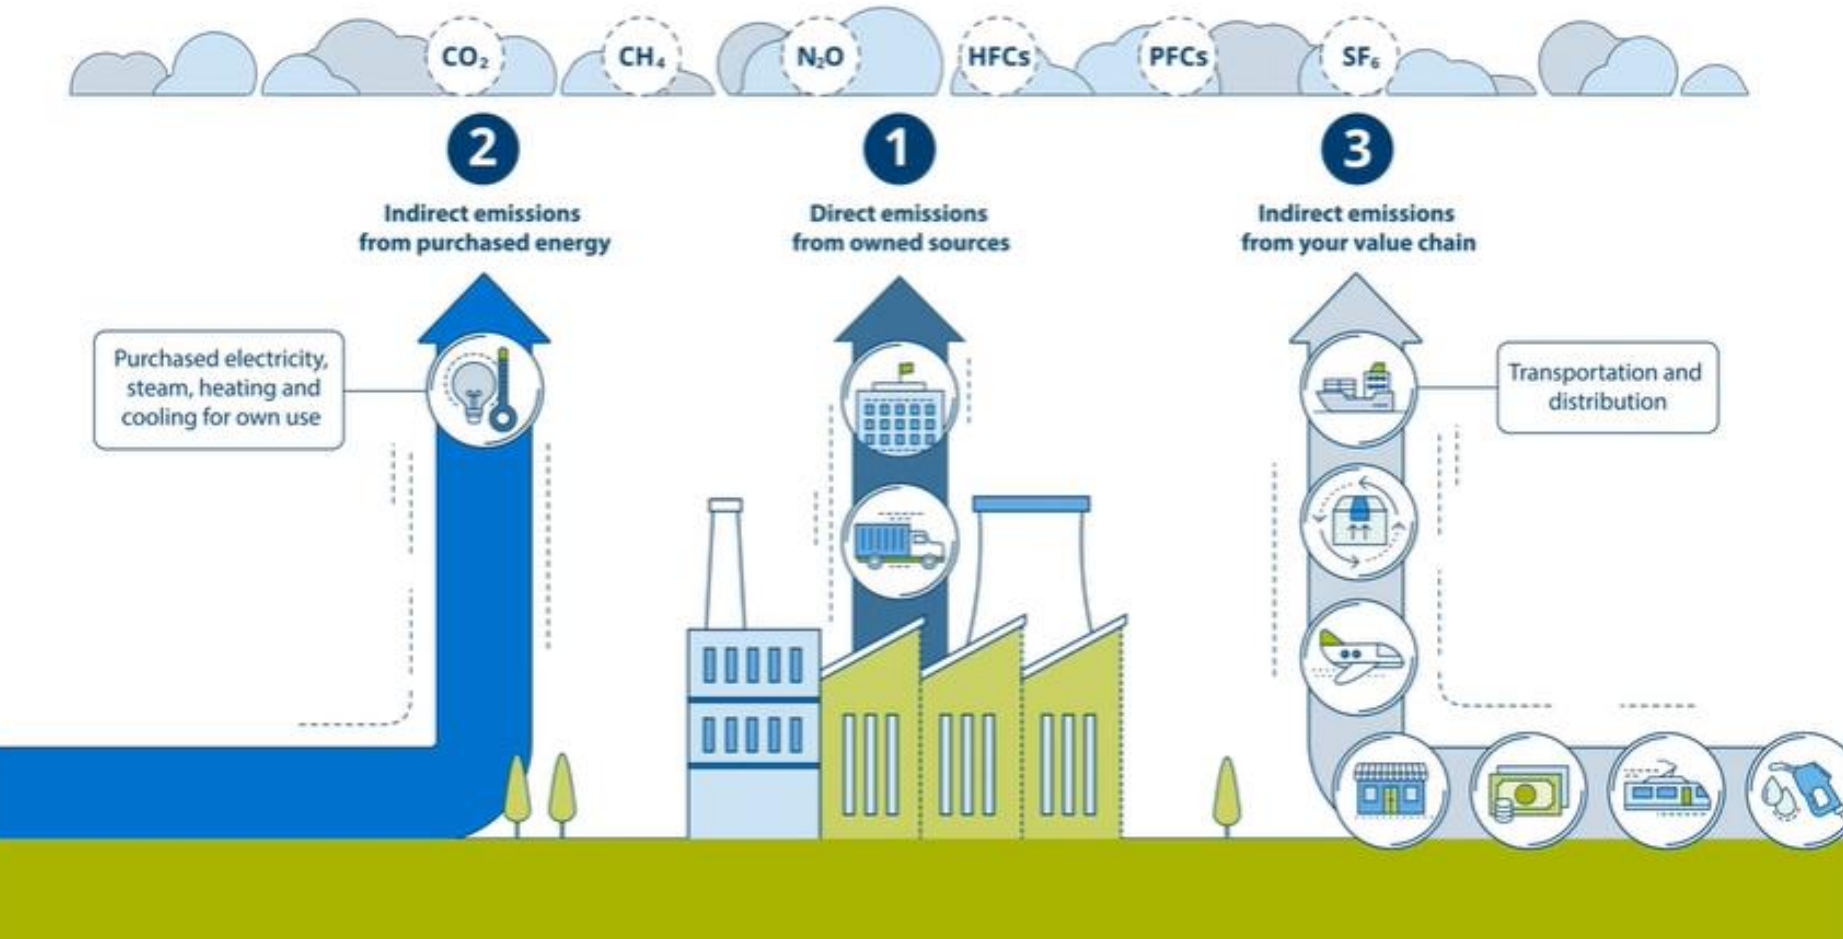 CO₂
CH₄
N₂O
HFCs
PFCs
SF₆
2
Indirect emissions
from purchased energy
1
Direct emissions
from owned sources
3
Indirect emissions
from your value chain
Purchased electricity,
steam, heating and
cooling for own use
Transportation and
distribution